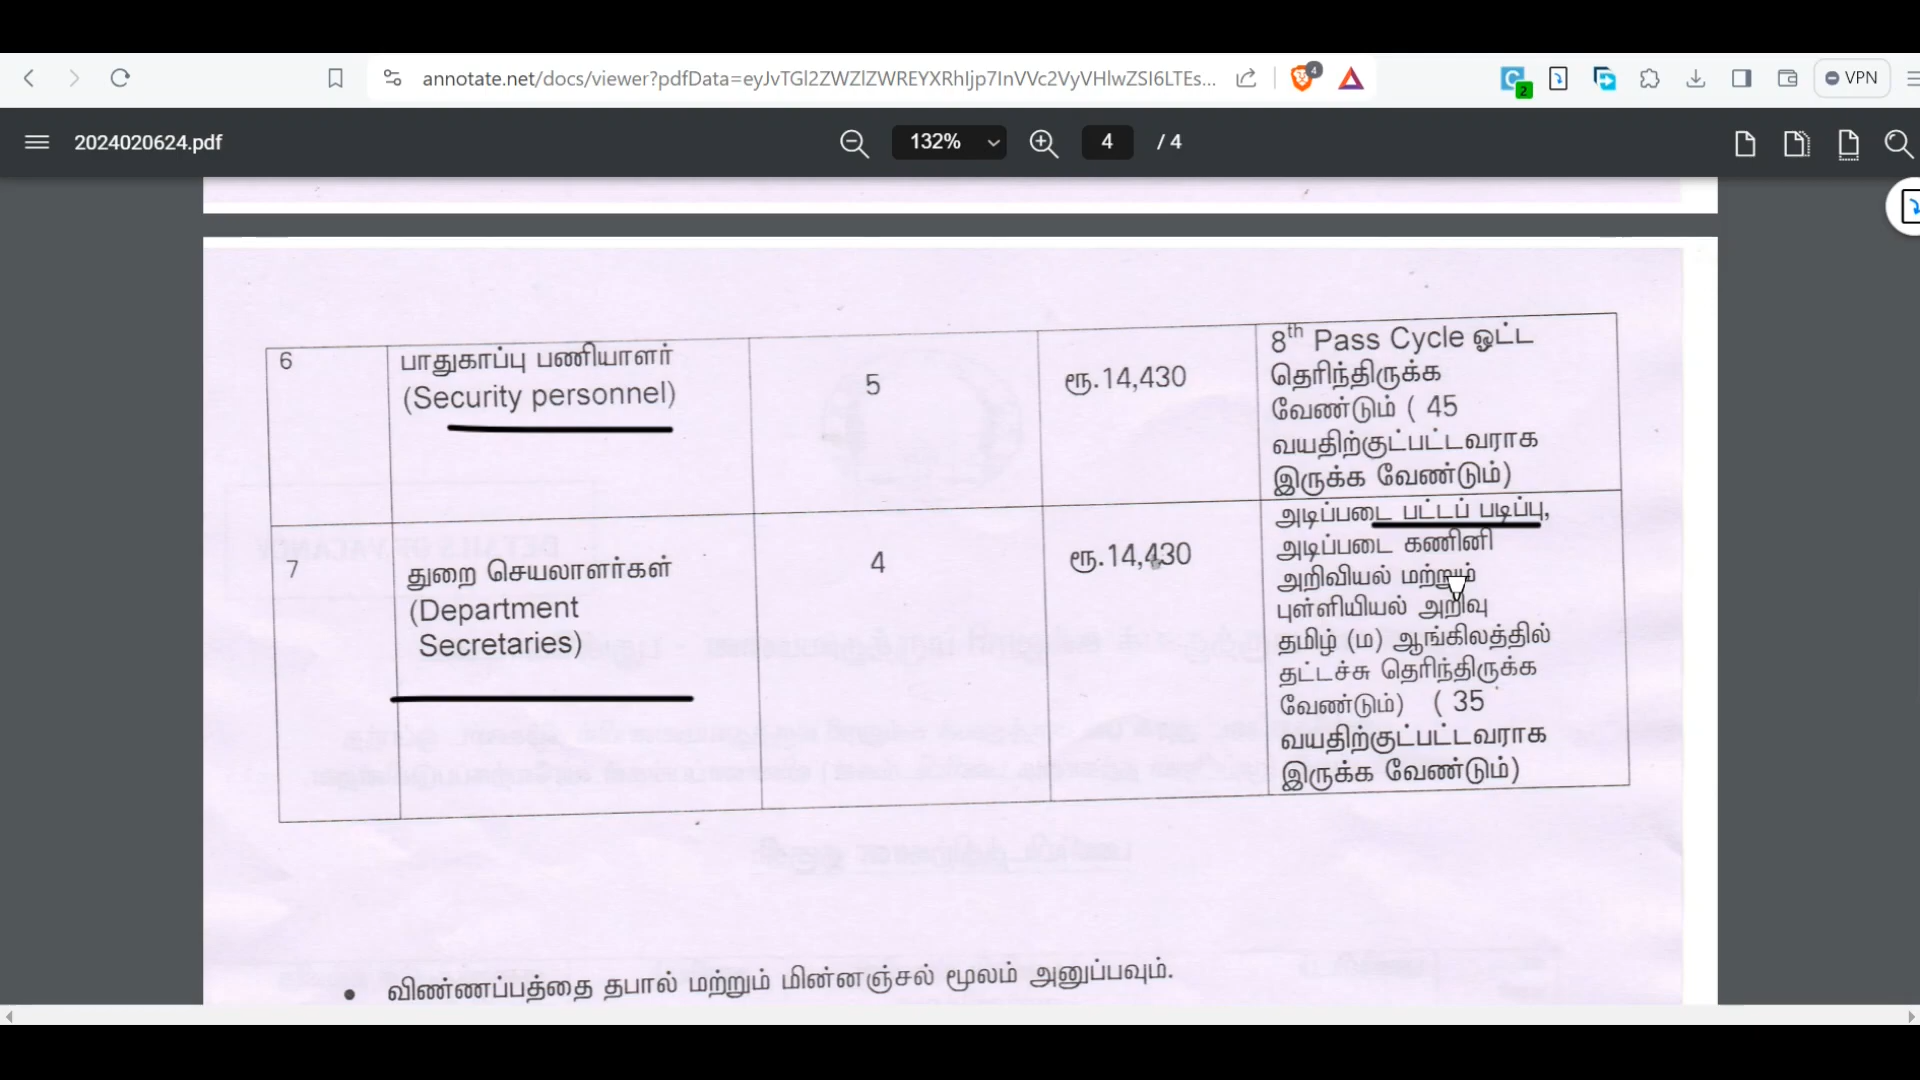 annotate.net/docs/viewer?pdfData=eyJvTGl2ZWZlZWREYXRhIjp7InVVc2VyVHlwZSI6LTEs...
4
2
VPN
2024020624.pdf
132%
4
/ 4
6
பாதுகாப்பு பணியாளர்
(Security personnel)
5
ரூ.14,430
8th Pass Cycle ஓட்ட
தெரிந்திருக்க
வேண்டும் ( 45
வயதிற்குட்பட்டவராக
இருக்க வேண்டும்)
7
துறை செயலாளர்கள்
(Department
Secretaries)
4
ரூ.14,430
அடிப்படை பட்டப் படிப்பு,
அடிப்படை கணினி
அறிவியல் மற்றும்
புள்ளியியல் அறிவு
தமிழ் (ம) ஆங்கிலத்தில்
தட்டச்சு தெரிந்திருக்க
வேண்டும்) ( 35
வயதிற்குட்பட்டவராக
இருக்க வேண்டும்)
• விண்ணப்பத்தை தபால் மற்றும் மின்னஞ்சல் மூலம் அனுப்பவும்.